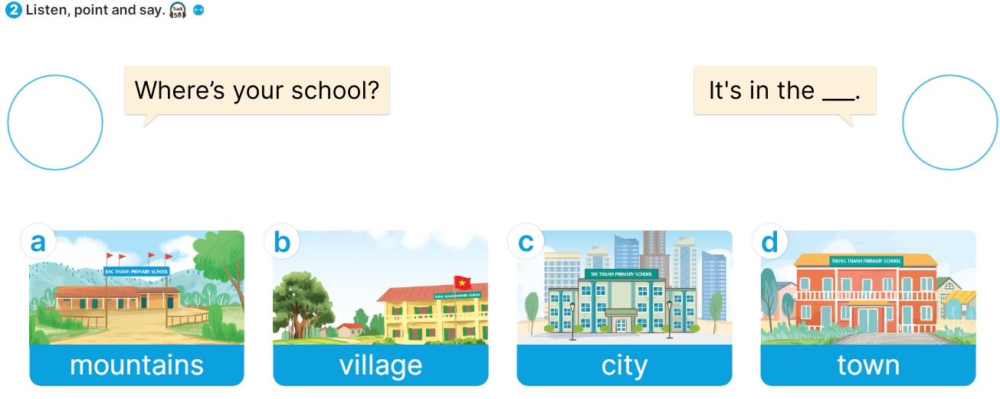 2 Listen, point and say. Track 58
Where's your school?
It's in the ___.
a
BAC THANH PRIMARY SCHOOL
mountains
b
DONG THANH PRIMARY SCHOOL
village
c
TAY THANH PRIMARY SCHOOL
city
d
TRUNG THANH PRIMARY SCHOOL
town